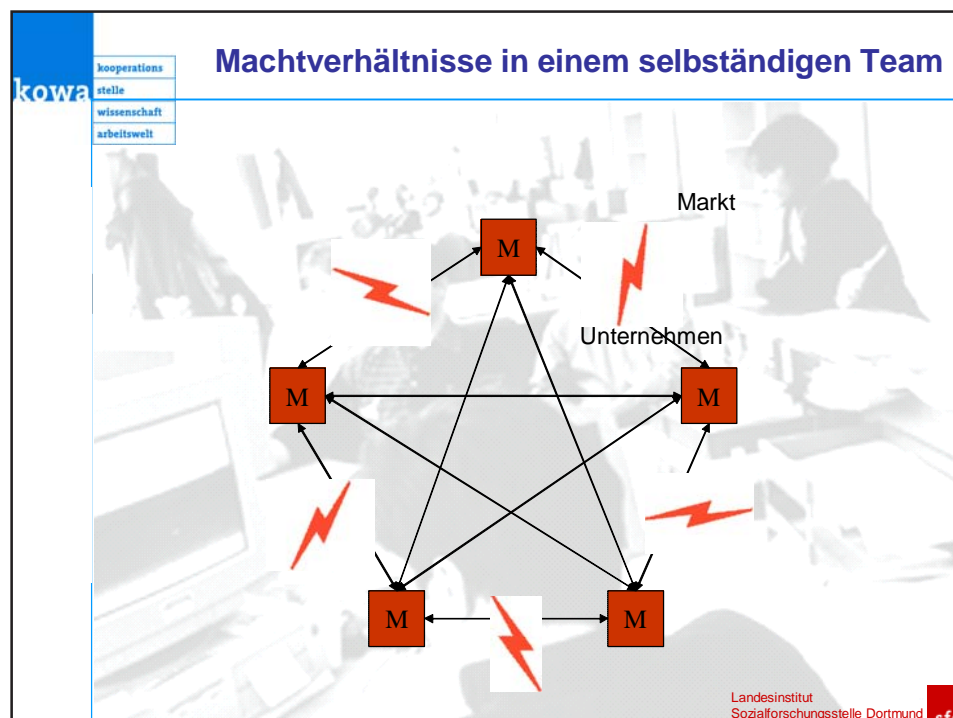 Machtverhältnisse in einem selbständigen Team
kowa
kooperations
stelle
wissenschaft
arbeitswelt
Markt
M
Unternehmen
M
M
M
M
Landesinstitut
Sozialforschungsstelle Dortmund